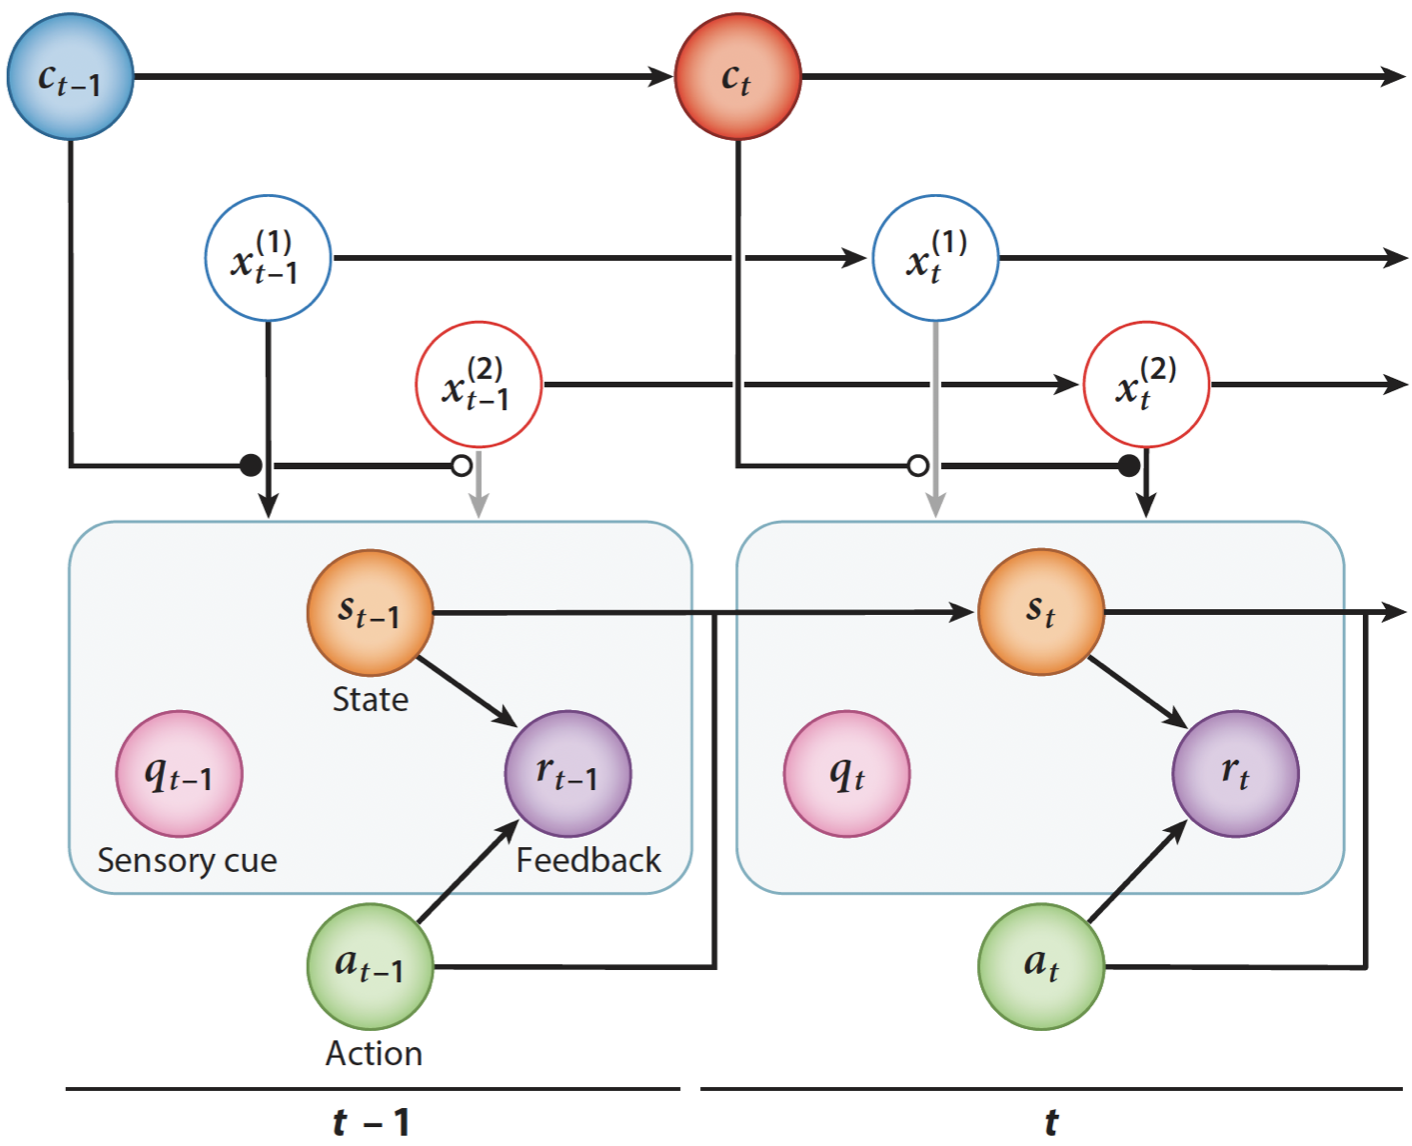 c_{t−1} c_t
x_{t−1}^{(1)} x_t^{(1)}
x_{t−1}^{(2)} x_t^{(2)}
s_{t−1} s_t
State
q_{t−1} r_{t−1} q_t r_t
Sensory cue Feedback
a_{t−1} a_t
Action
t − 1 t